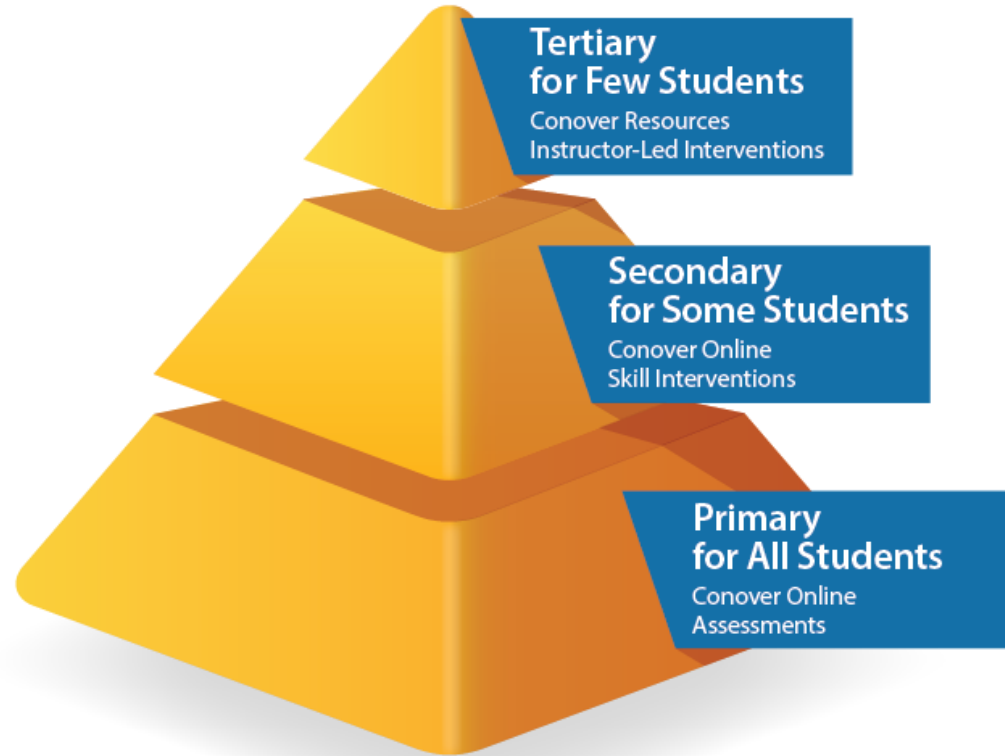 Tertiary
for Few Students
Conover Resources
Instructor-Led Interventions
Secondary
for Some Students
Conover Online
Skill Interventions
Primary
for All Students
Conover Online
Assessments